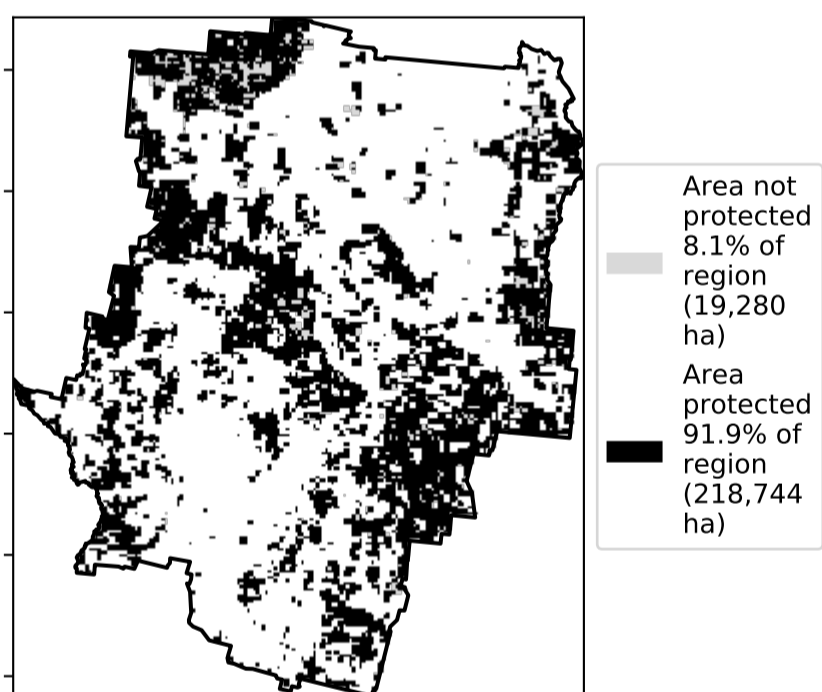 Area not
protected
8.1% of
region
(19,280
ha)
Area
protected
91.9% of
region
(218,744
ha)